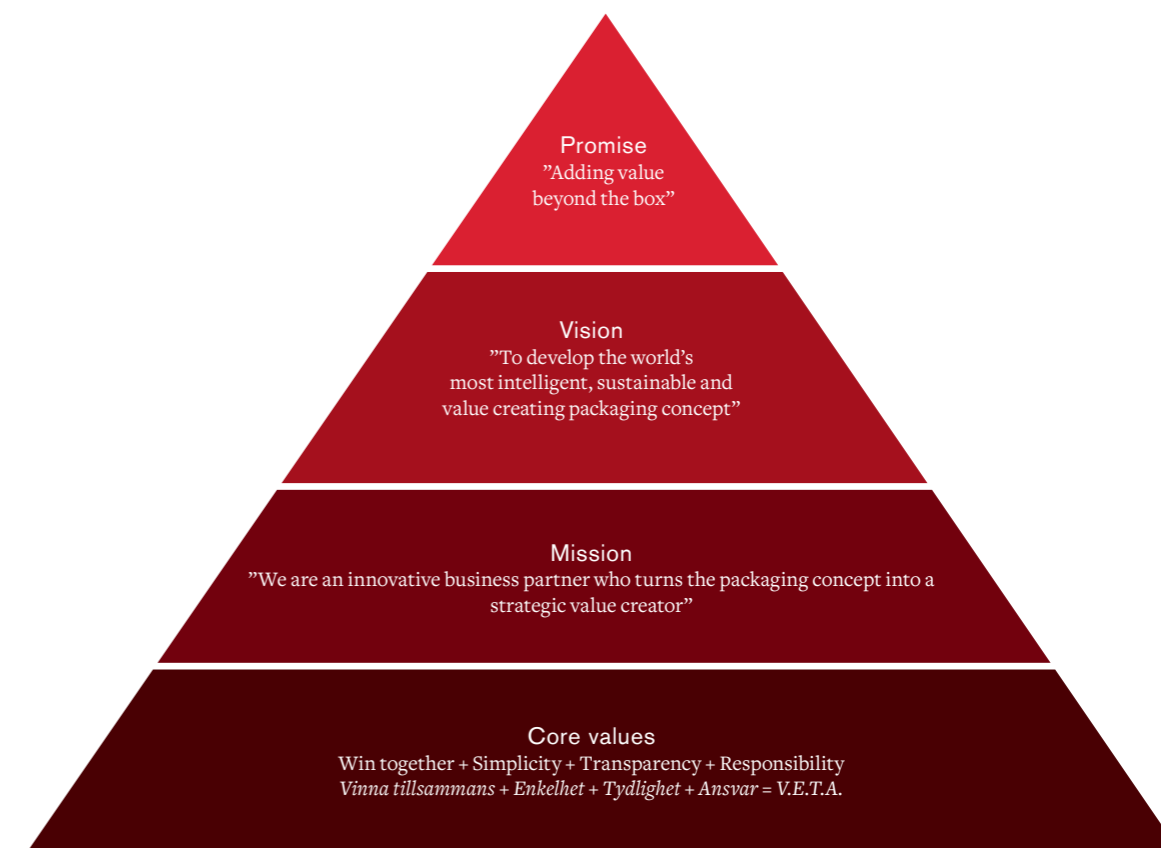 Promise
”Adding value
beyond the box”
Vision
”To develop the world’s
most intelligent, sustainable and
value creating packaging concept”
Mission
”We are an innovative business partner who turns the packaging concept into a
strategic value creator”
Core values
Win together + Simplicity + Transparency + Responsibility
Vinna tillsammans + Enkelhet + Tydlighet + Ansvar = V.E.T.A.